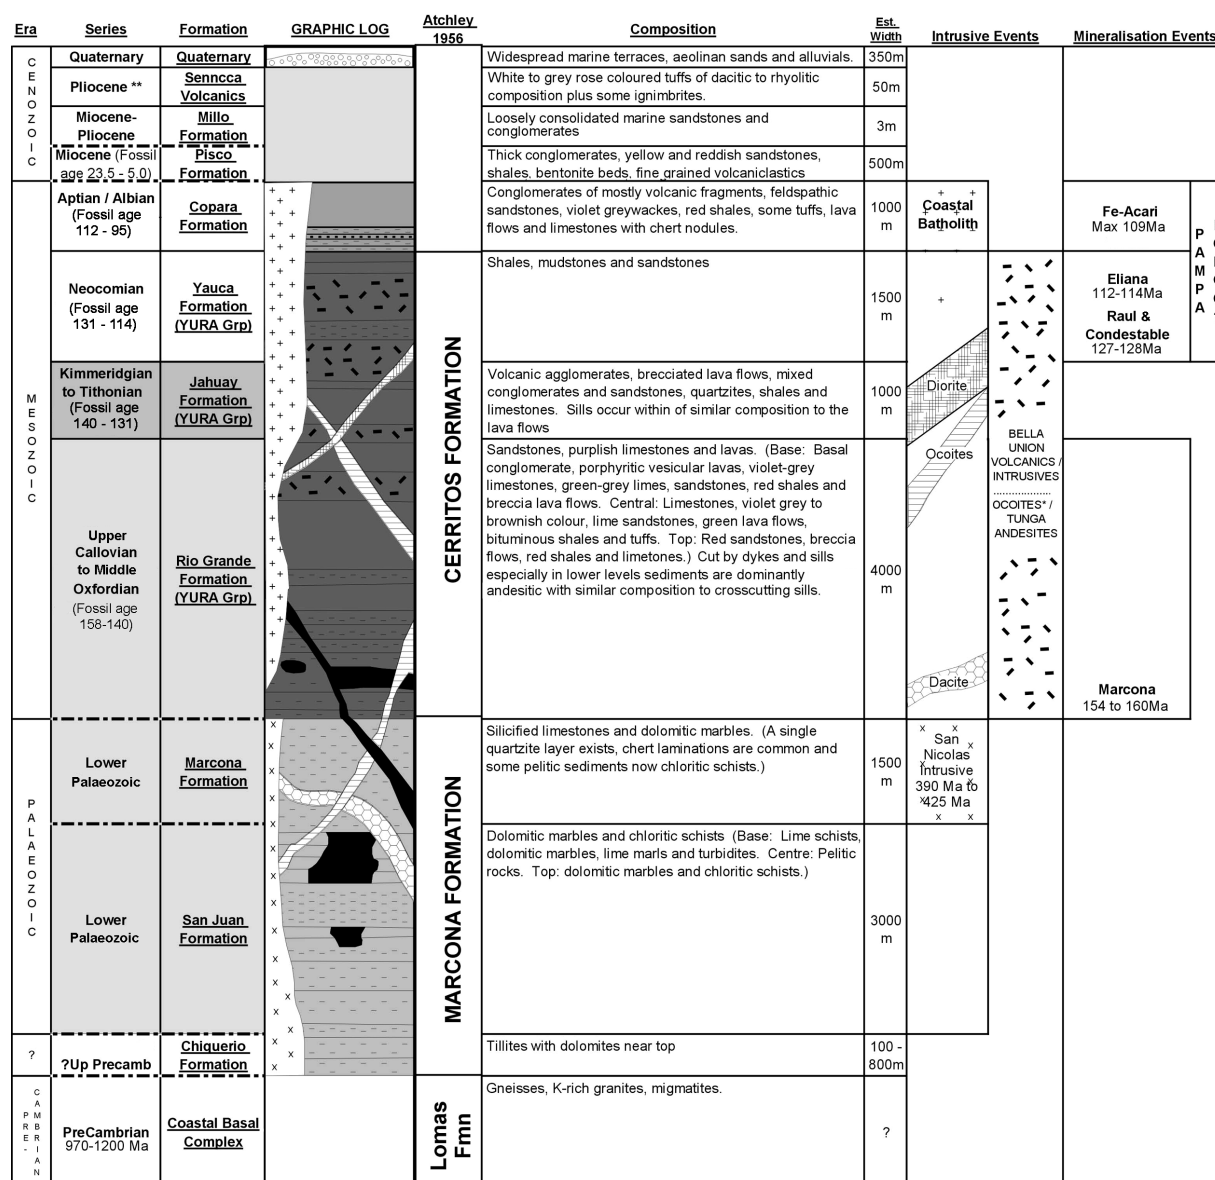 Era Series Formation GRAPHIC LOG Atchley 1956 Composition Est. Width Intrusive Events Mineralisation Events
CENOZOIC
Quaternary
Quaternary
Widespread marine terraces, aeolinan sands and alluvials.
350m
Pliocene **
Senncca
Volcanics
White to grey rose coloured tuffs of dacitic to rhyolitic
composition plus some ignimbrites.
50m
Miocene-
Pliocene
Millo
Formation
Loosely consolidated marine sandstones and
conglomerates
3m
Miocene (Fossil
age 23.5 - 5.0)
Pisco
Formation
Thick conglomerates, yellow and reddish sandstones,
shales, bentonite beds, fine grained volcaniclastics
500m
MESOZOIC
Aptian / Albian
(Fossil age
112 - 95)
Copara
Formation
Conglomerates of mostly volcanic fragments, feldspathic
sandstones, violet greywackes, red shales, some tuffs, lava
flows and limestones with chert nodules.
1000
m
Coastal
Batholith
Fe-Acari
Max 109Ma
PAMPA
Neocomian
(Fossil age
131 - 114)
Yauca
Formation
(YURA Grp)
CERRITOS FORMATION
Shales, mudstones and sandstones
1500
m
Eliana
112-114Ma
Raul &
Condestable
127-128Ma
Kimmeridgian
to Tithonian
(Fossil age
140 - 131)
Jahuay
Formation
(YURA Grp)
Volcanic agglomerates, brecciated lava flows, mixed
conglomerates and sandstones, quartzites, shales and
limestones. Sills occur within of similar composition to the
lava flows
1000
m
Diorite
Upper
Callovian
to Middle
Oxfordian
(Fossil age
158-140)
Rio Grande
Formation
(YURA Grp)
Sandstones, purplish limestones and lavas. (Base: Basal
conglomerate, porphyritic vesicular lavas, violet-grey
limestones, green-grey limes, sandstones, red shales and
breccia lava flows. Central: Limestones, violet grey to
brownish colour, lime sandstones, green lava flows,
bituminous shales and tuffs. Top: Red sandstones, breccia
flows, red shales and limetones.) Cut by dykes and sills
especially in lower levels sediments are dominantly
andesitic with similar composition to crosscutting sills.
4000
m
Ocoites
BELLA
UNION
VOLCANICS /
INTRUSIVES
....................
OCOITES* /
TUNGA
ANDESITES
Dacite
Marcona
154 to 160Ma
PALAEOZOIC
Lower
Palaeozoic
Marcona
Formation
MARCONA FORMATION
Silicified limestones and dolomitic marbles. (A single
quartzite layer exists, chert laminations are common and
some pelitic sediments now chloritic schists.)
1500
m
San
Nicolas
Intrusive
390 Ma to
425 Ma
Lower
Palaeozoic
San Juan
Formation
Dolomitic marbles and chloritic schists (Base: Lime schists,
dolomitic marbles, lime marls and turbidites. Centre: Pelitic
rocks. Top: dolomitic marbles and chloritic schists.)
3000
m
?
?Up Precamb
Chiquerio
Formation
Tillites with dolomites near top
100 -
800m
PRE-
CAMBRIAN
PreCambrian
970-1200 Ma
Coastal Basal
Complex
Lomas
Fmn
Gneisses, K-rich granites, migmatites.
?